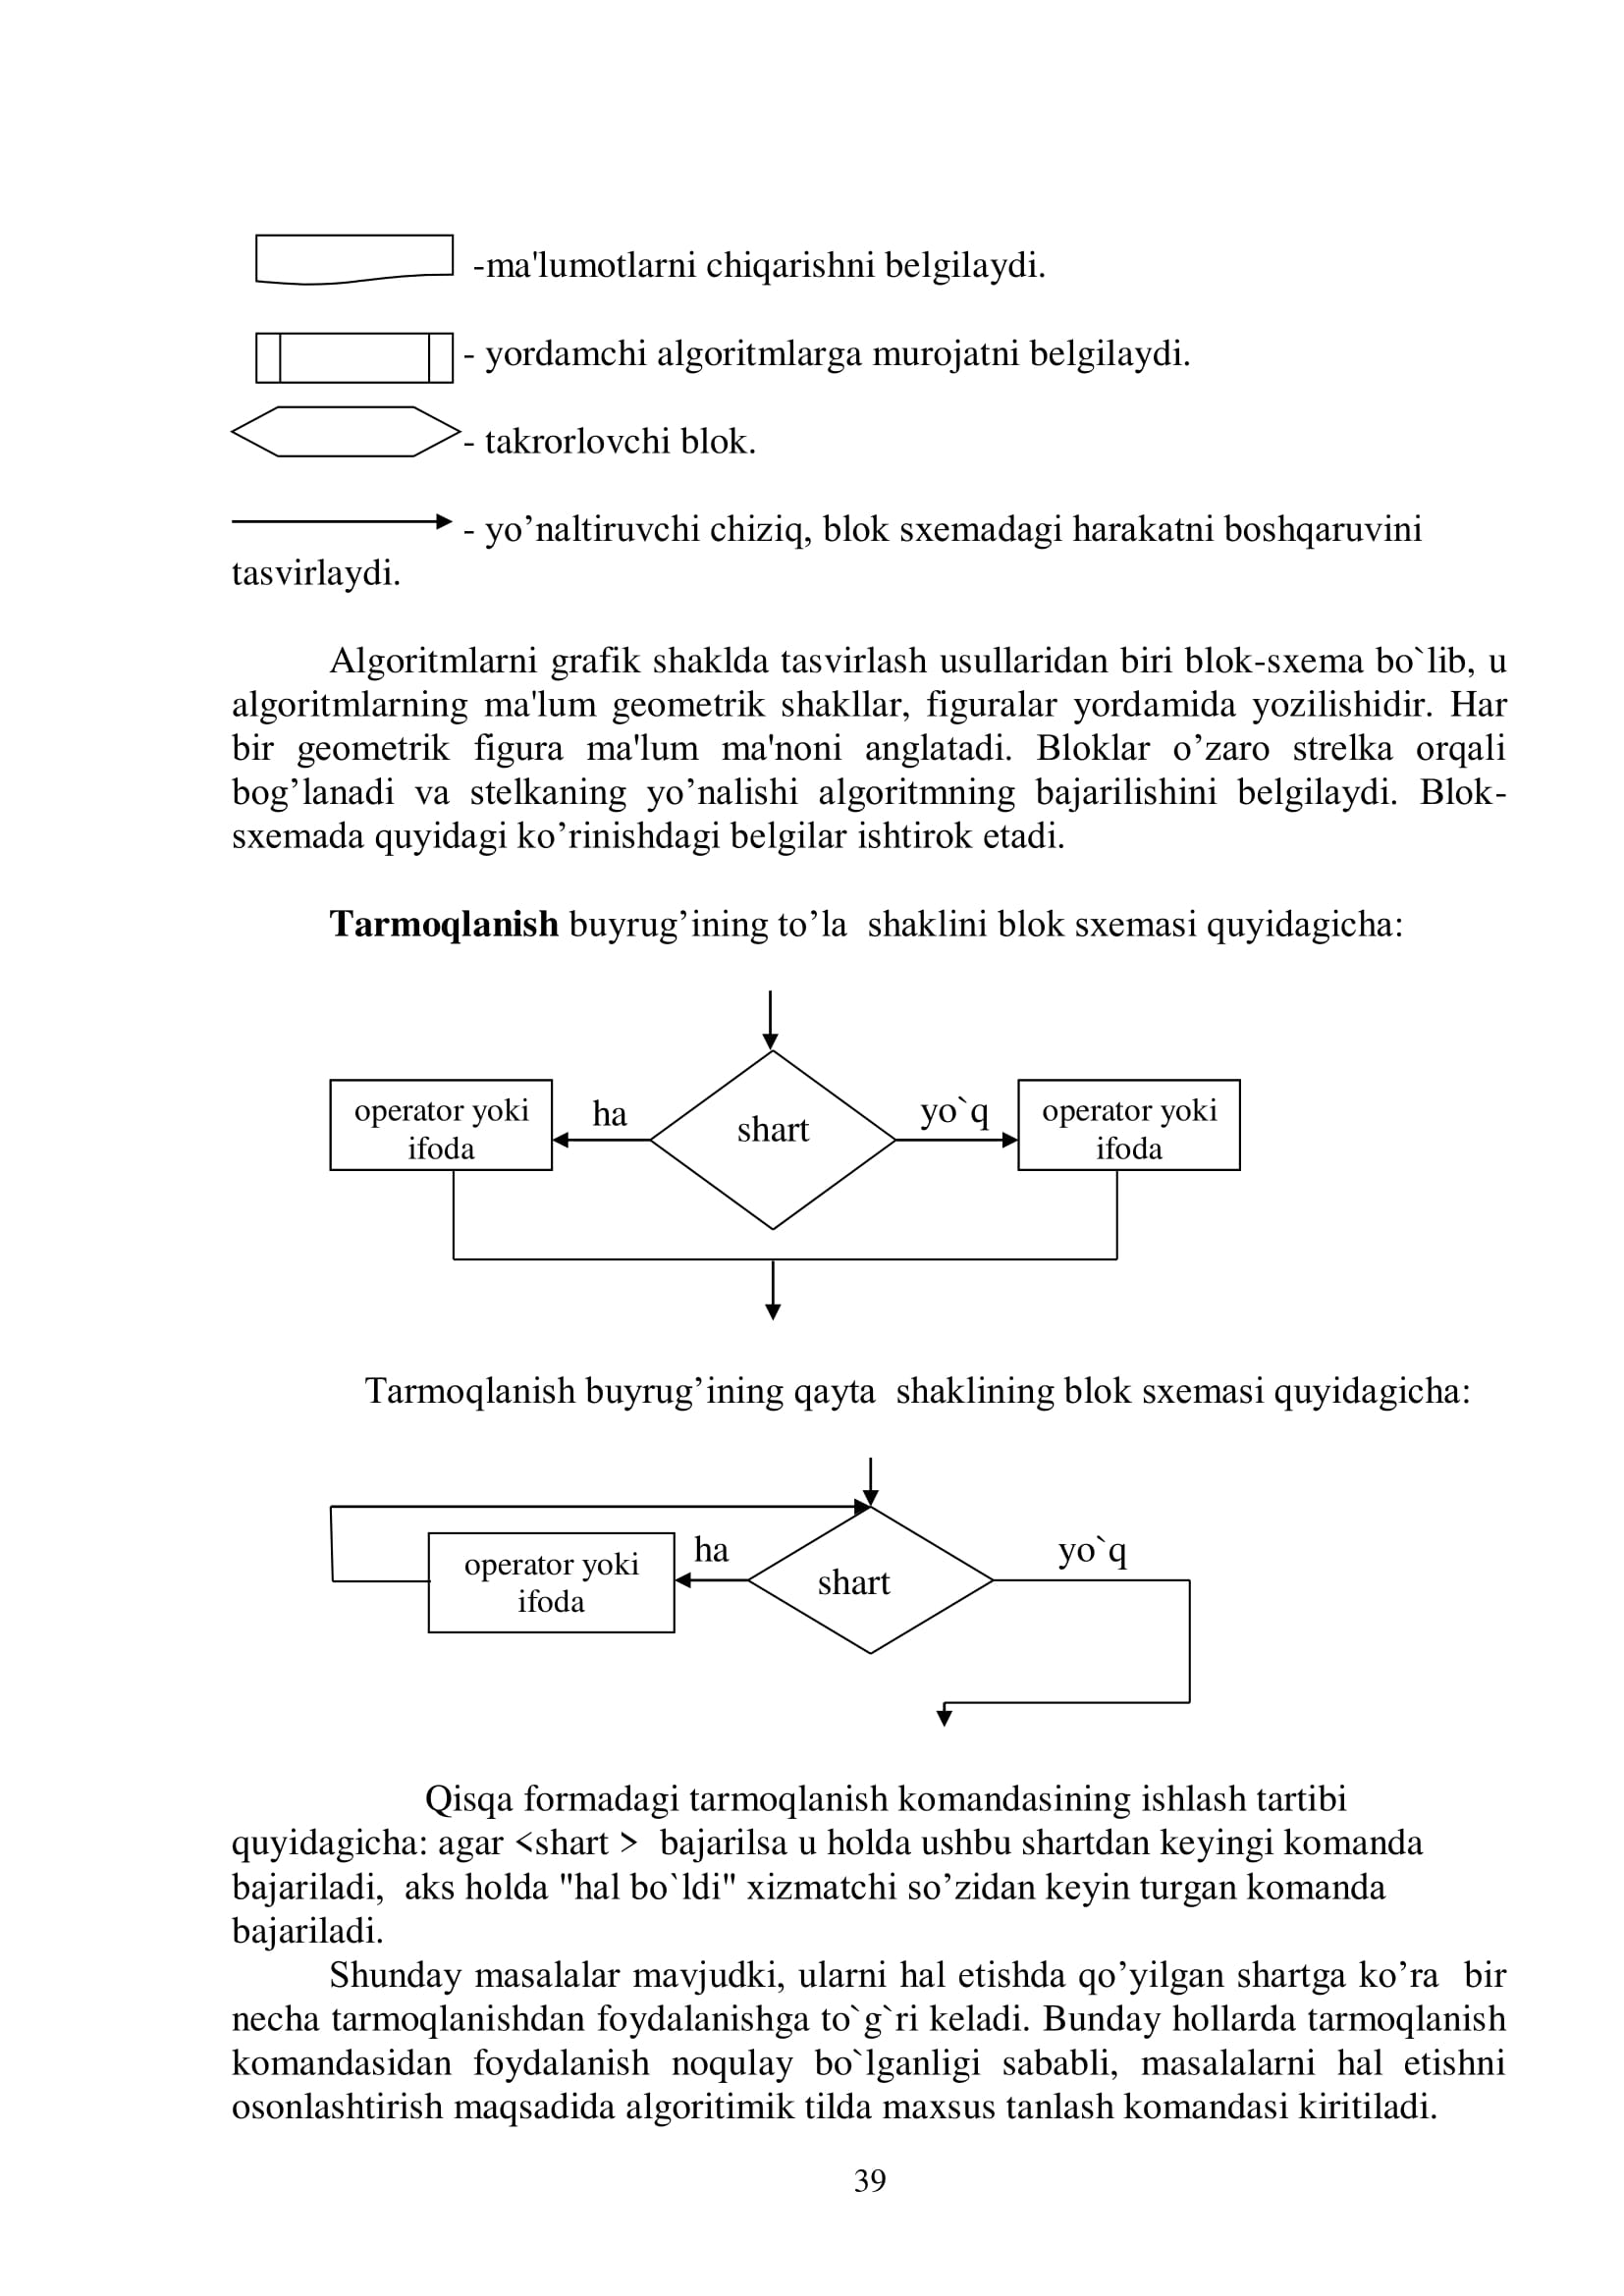 -ma'lumotlarni chiqarishni belgilaydi.
- yordamchi algoritmlarga murojatni belgilaydi.
- takrorlovchi blok.
- yo’naltiruvchi chiziq, blok sxemadagi harakatni boshqaruvini
tasvirlaydi.
Algoritmlarni grafik shaklda tasvirlash usullaridan biri blok-sxema bo`lib, u
algoritmlarning ma'lum geometrik shakllar, figuralar yordamida yozilishidir. Har
bir geometrik figura ma'lum ma'noni anglatadi. Bloklar o’zaro strelka orqali
bog’lanadi va stelkaning yo’nalishi algoritmning bajarilishini belgilaydi. Blok-
sxemada quyidagi ko’rinishdagi belgilar ishtirok etadi.
Tarmoqlanish buyrug’ining to’la  shaklini blok sxemasi quyidagicha:
operator yoki
ifoda
ha
shart
yo`q
operator yoki
ifoda
Tarmoqlanish buyrug’ining qayta  shaklining blok sxemasi quyidagicha:
operator yoki
ifoda
ha
shart
yo`q
Qisqa formadagi tarmoqlanish komandasining ishlash tartibi
quyidagicha: agar <shart >  bajarilsa u holda ushbu shartdan keyingi komanda
bajariladi,  aks holda "hal bo`ldi" xizmatchi so’zidan keyin turgan komanda
bajariladi.
Shunday masalalar mavjudki, ularni hal etishda qo’yilgan shartga ko’ra  bir
necha tarmoqlanishdan foydalanishga to`g`ri keladi. Bunday hollarda tarmoqlanish
komandasidan foydalanish noqulay bo`lganligi sababli, masalalarni hal etishni
osonlashtirish maqsadida algoritimik tilda maxsus tanlash komandasi kiritiladi.
39